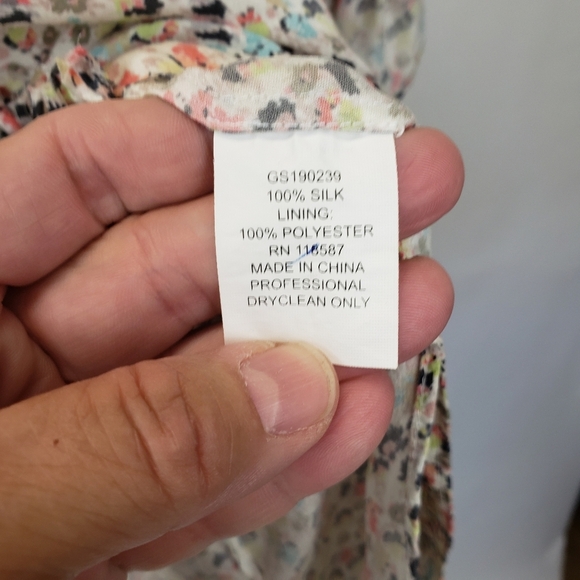 GS190239
100% SILK
LINING:
100% POLYESTER
RN 118587
MADE IN CHINA
PROFESSIONAL
DRYCLEAN ONLY